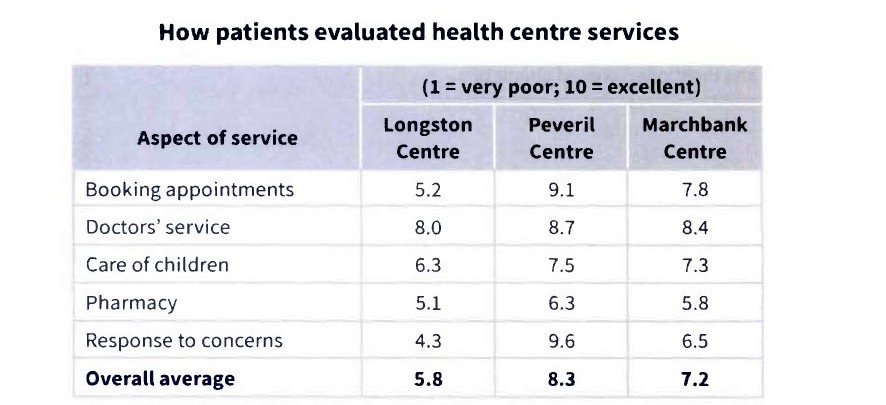 How patients evaluated health centre services
(1 = very poor; 10 = excellent)
Aspect of service
Longston Centre
Peveril Centre
Marchbank Centre
Booking appointments 5.2 9.1 7.8
Doctors' service 8.0 8.7 8.4
Care of children 6.3 7.5 7.3
Pharmacy 5.1 6.3 5.8
Response to concerns 4.3 9.6 6.5
Overall average 5.8 8.3 7.2